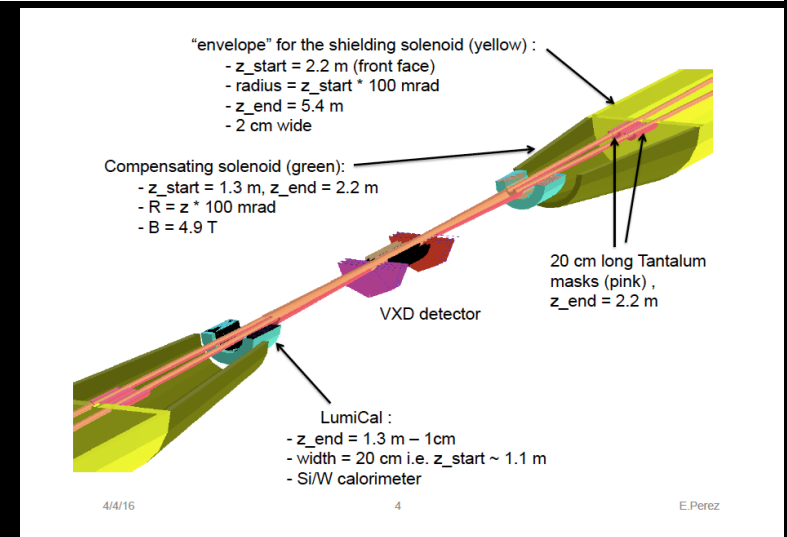 “envelope” for the shielding solenoid (yellow) :
- z_start = 2.2 m (front face)
- radius = z_start * 100 mrad
- z_end = 5.4 m
- 2 cm wide
Compensating solenoid (green):
- z_start = 1.3 m, z_end = 2.2 m
- R = z * 100 mrad
- B = 4.9 T
20 cm long Tantalum
masks (pink) ,
z_end = 2.2 m
VXD detector
LumiCal :
- z_end = 1.3 m – 1cm
- width = 20 cm i.e. z_start ~ 1.1 m
- Si/W calorimeter
4/4/16
4
E.Perez